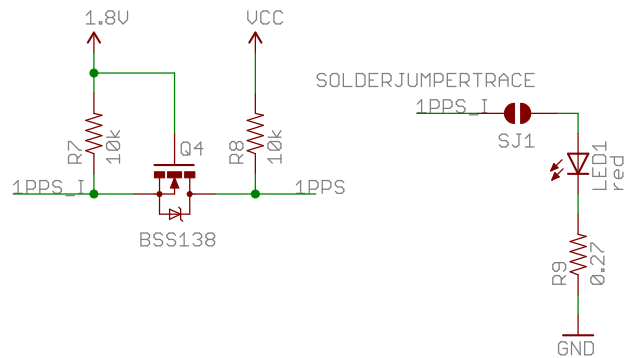 1.8V
VCC
SOLDERJUMPERTRACE
1PPS_I
SJ1
R7
10k
Q4
R8
10k
LED1
red
1PPS_I
1PPS
BSS138
R9
0.27
GND